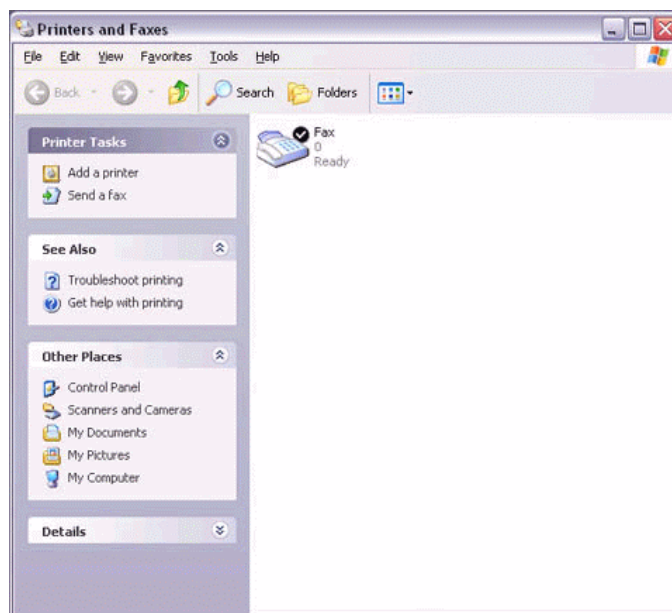 Printers and Faxes
File Edit View Favorites Tools Help
Back Search Folders
Printer Tasks
Add a printer
Send a fax
See Also
Troubleshoot printing
Get help with printing
Other Places
Control Panel
Scanners and Cameras
My Documents
My Pictures
My Computer
Details
Fax
0
Ready